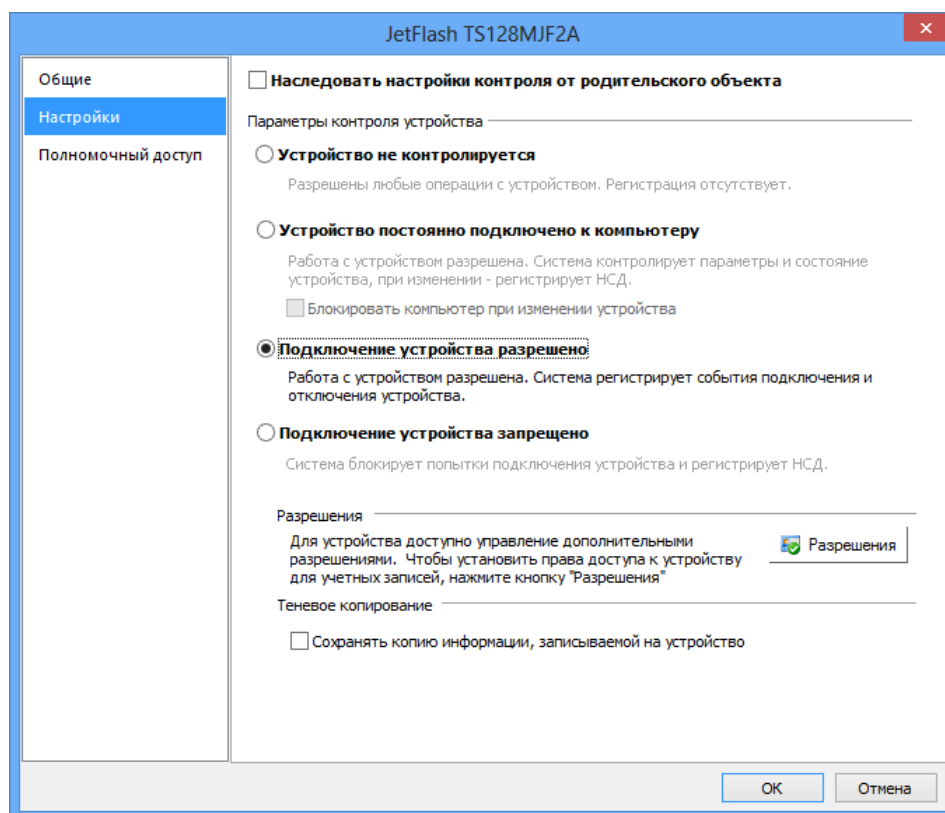 JetFlash TS128MJF2A
Общие
Настройки
Полномочный доступ
Наследовать настройки контроля от родительского объекта
Параметры контроля устройства
Устройство не контролируется
Разрешены любые операции с устройством. Регистрация отсутствует.
Устройство постоянно подключено к компьютеру
Работа с устройством разрешена. Система контролирует параметры и состояние
устройства, при изменении - регистрирует НСД.
Блокировать компьютер при изменении устройства
Подключение устройства разрешено
Работа с устройством разрешена. Система регистрирует события подключения и
отключения устройства.
Подключение устройства запрещено
Система блокирует попытки подключения устройства и регистрирует НСД.
Разрешения
Для устройства доступно управление дополнительными
разрешениями. Чтобы установить права доступа к устройству
для учетных записей, нажмите кнопку "Разрешения"
Разрешения
Теневое копирование
Сохранять копию информации, записываемой на устройство
ОК
Отмена